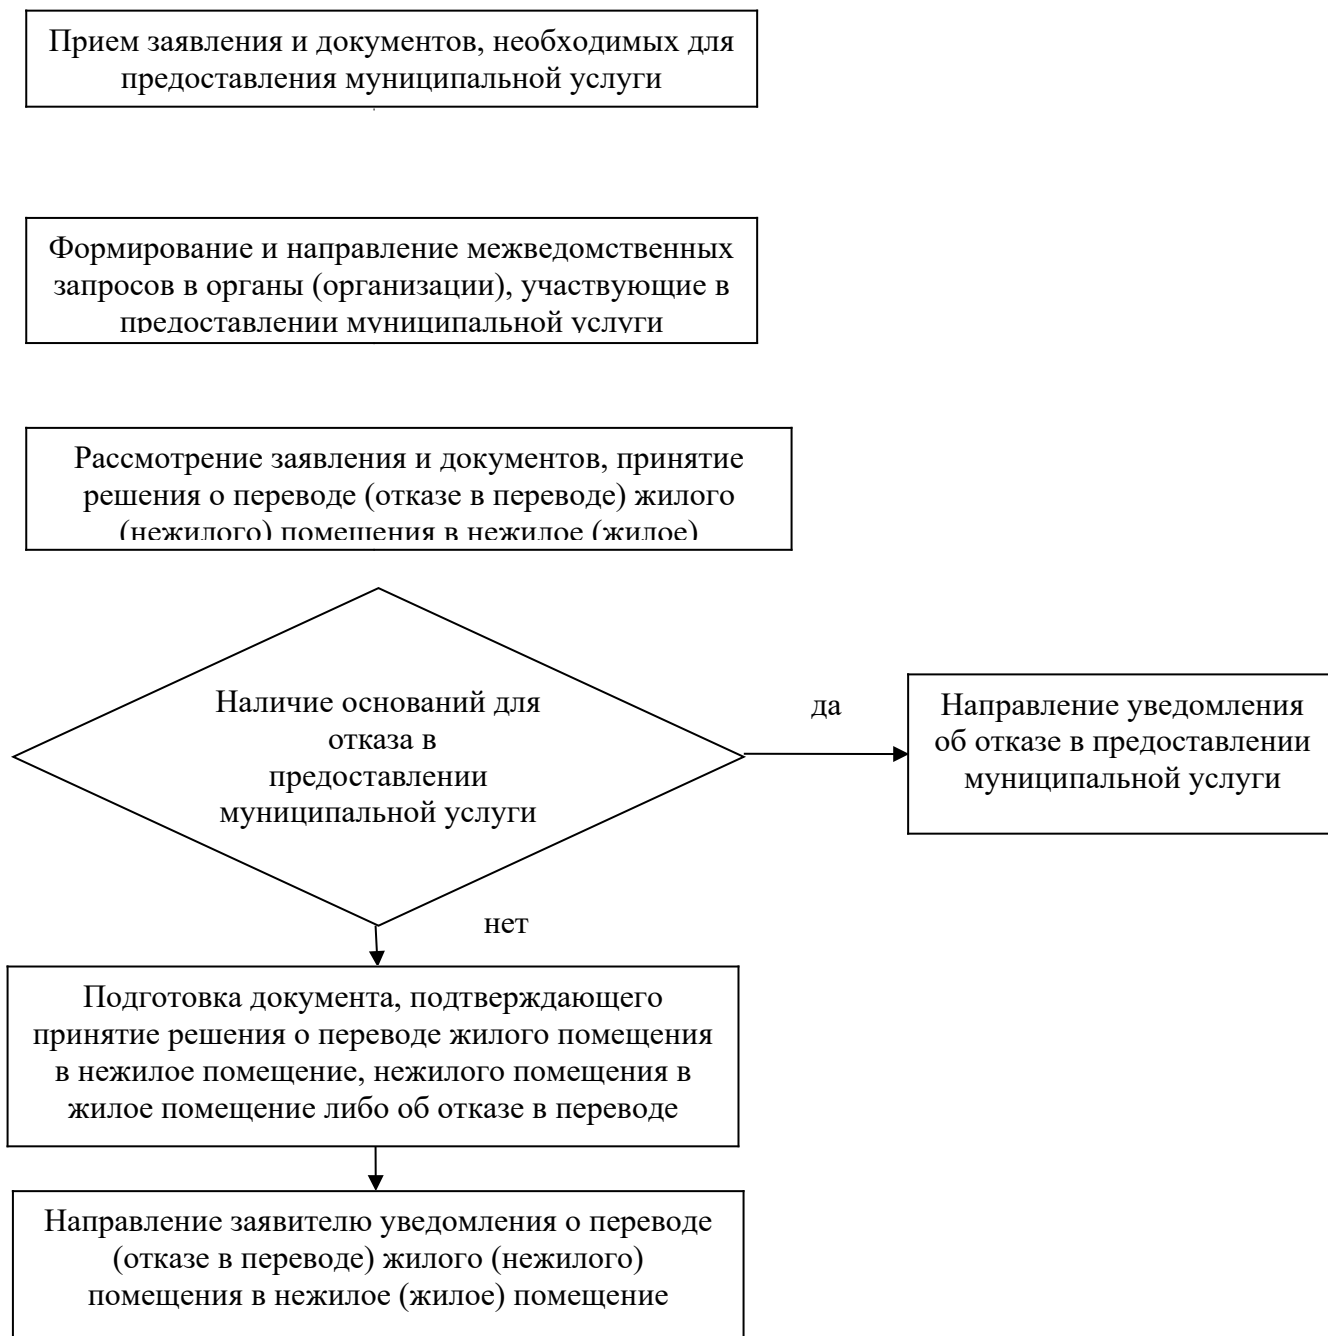 Прием заявления и документов, необходимых для
предоставления муниципальной услуги
Формирование и направление межведомственных
запросов в органы (организации), участвующие в
предоставлении муниципальной услуги
Рассмотрение заявления и документов, принятие
решения о переводе (отказе в переводе) жилого
(нежилого) помещения в нежилое (жилое)
Наличие оснований для
отказа в
предоставлении
муниципальной услуги
да
Направление уведомления
об отказе в предоставлении
муниципальной услуги
нет
Подготовка документа, подтверждающего
принятие решения о переводе жилого помещения
в нежилое помещение, нежилого помещения в
жилое помещение либо об отказе в переводе
Направление заявителю уведомления о переводе
(отказе в переводе) жилого (нежилого)
помещения в нежилое (жилое) помещение